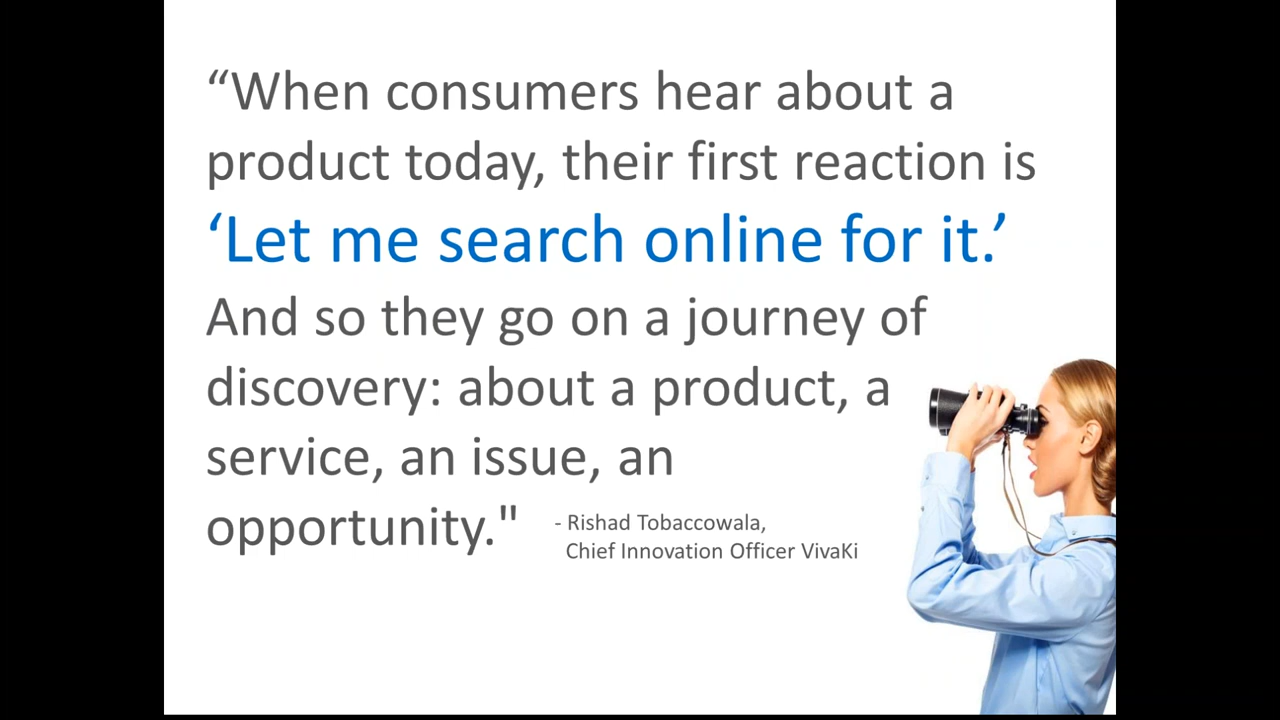 “When consumers hear about a
product today, their first reaction is
‘Let me search online for it.’
And so they go on a journey of
discovery: about a product, a
service, an issue, an
opportunity."
- Rishad Tobaccowala,
Chief Innovation Officer VivaKi